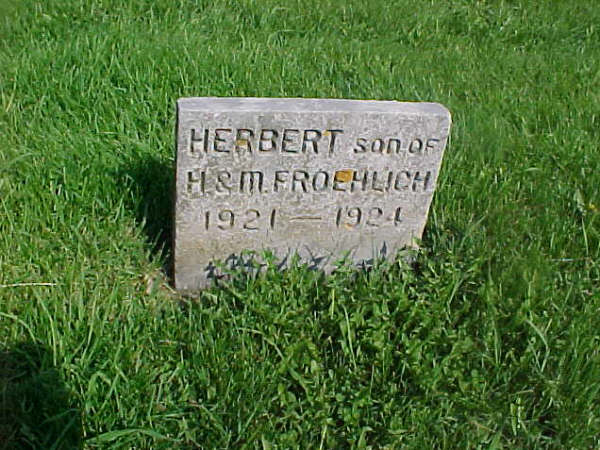 HERBERT son of
H. & M. FROEHLICH
1921 — 1924